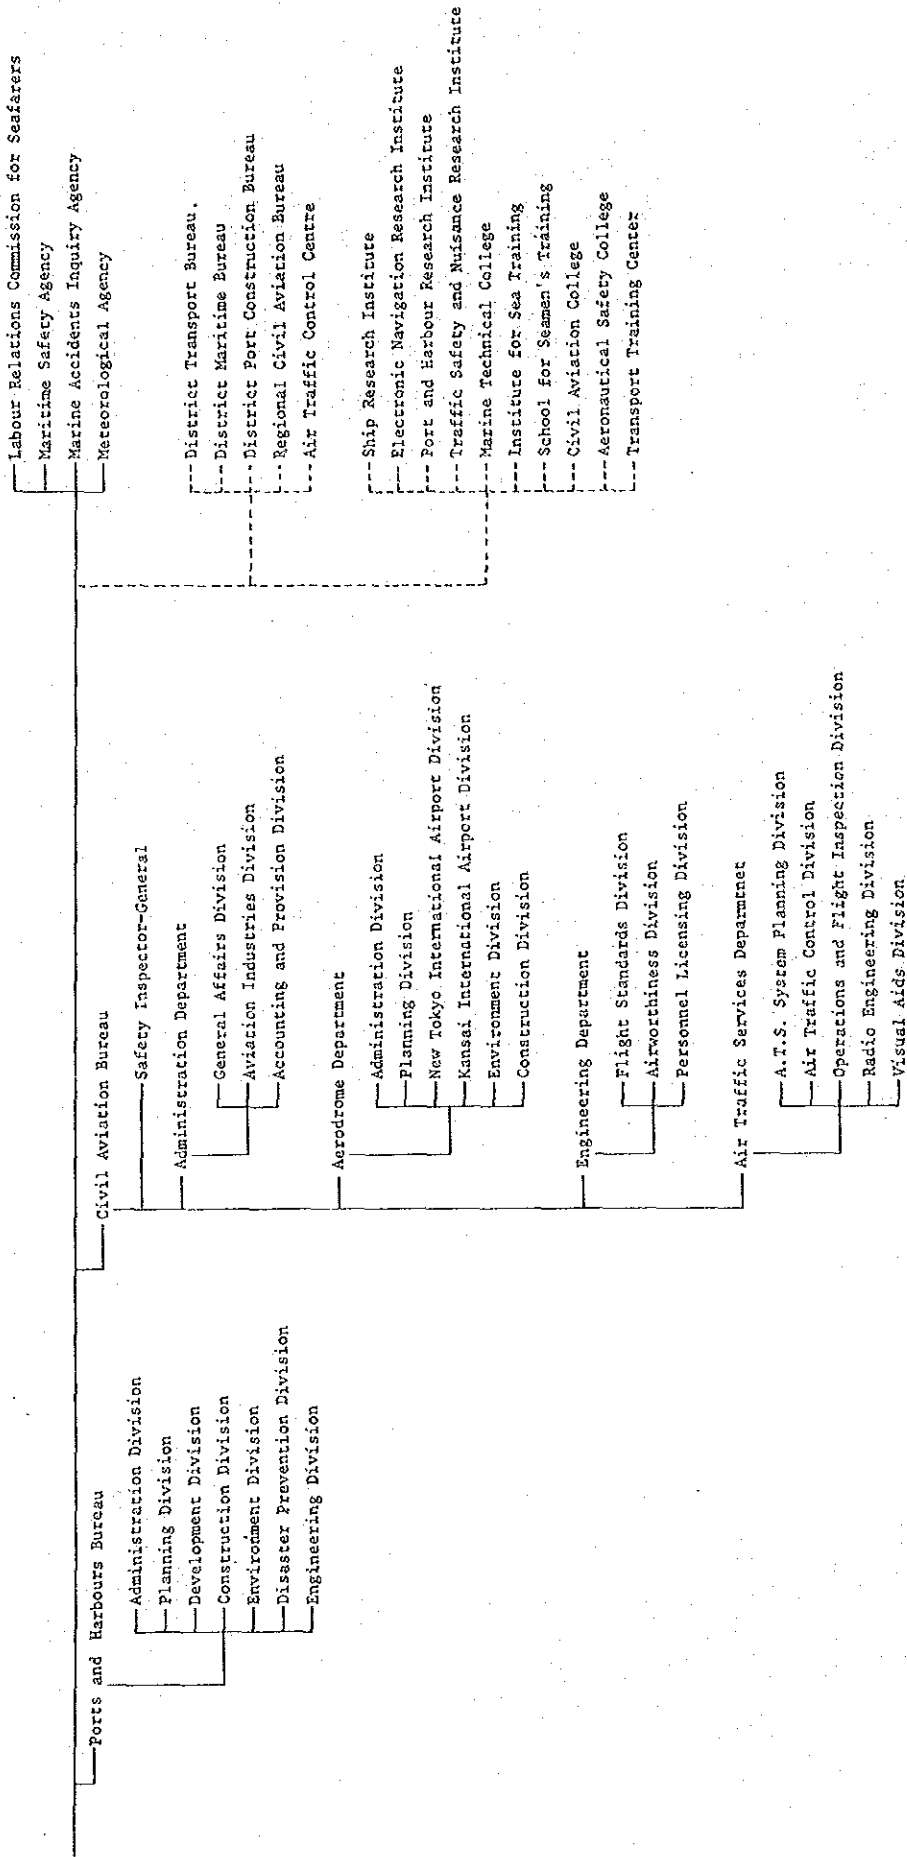 Ports and Harbours Bureau
Administration Division
Planning Division
Development Division
Construction Division
Environment Division
Disaster Prevention Division
Engineering Division
Civil Aviation Bureau
Safety Inspector-General
Administration Department
General Affairs Division
Aviation Industries Division
Accounting and Provision Division
Aerodrome Department
Administration Division
Planning Division
New Tokyo International Airport Division
Kansai International Airport Division
Environment Division
Construction Division
Engineering Department
Flight Standards Division
Airworthiness Division
Personnel Licensing Division
Air Traffic Services Departmtnet
A.T.S. System Planning Division
Air Traffic Control Division
Operations and Flight Inspection Division
Radio Engineering Division
Visual Aids Division
Labour Relations Commission for Seafarers
Maritime Safety Agency
Marine Accidents Inquiry Agency
Meteorological Agency
District Transport Bureau.
District Maritime Bureau
District Port Construction Bureau
Regional Civil Aviation Bureau
Air Traffic Control Centre
Ship Research Institute
Electronic Navigation Research Institute
Port and Harbour Research Institute
Traffic Safety and Nuisance Research Institute
Marine Technical College
Institute for Sea Training
School for Seamen's Training
Civil Aviation College
Aeronautical Safety College
Transport Training Center